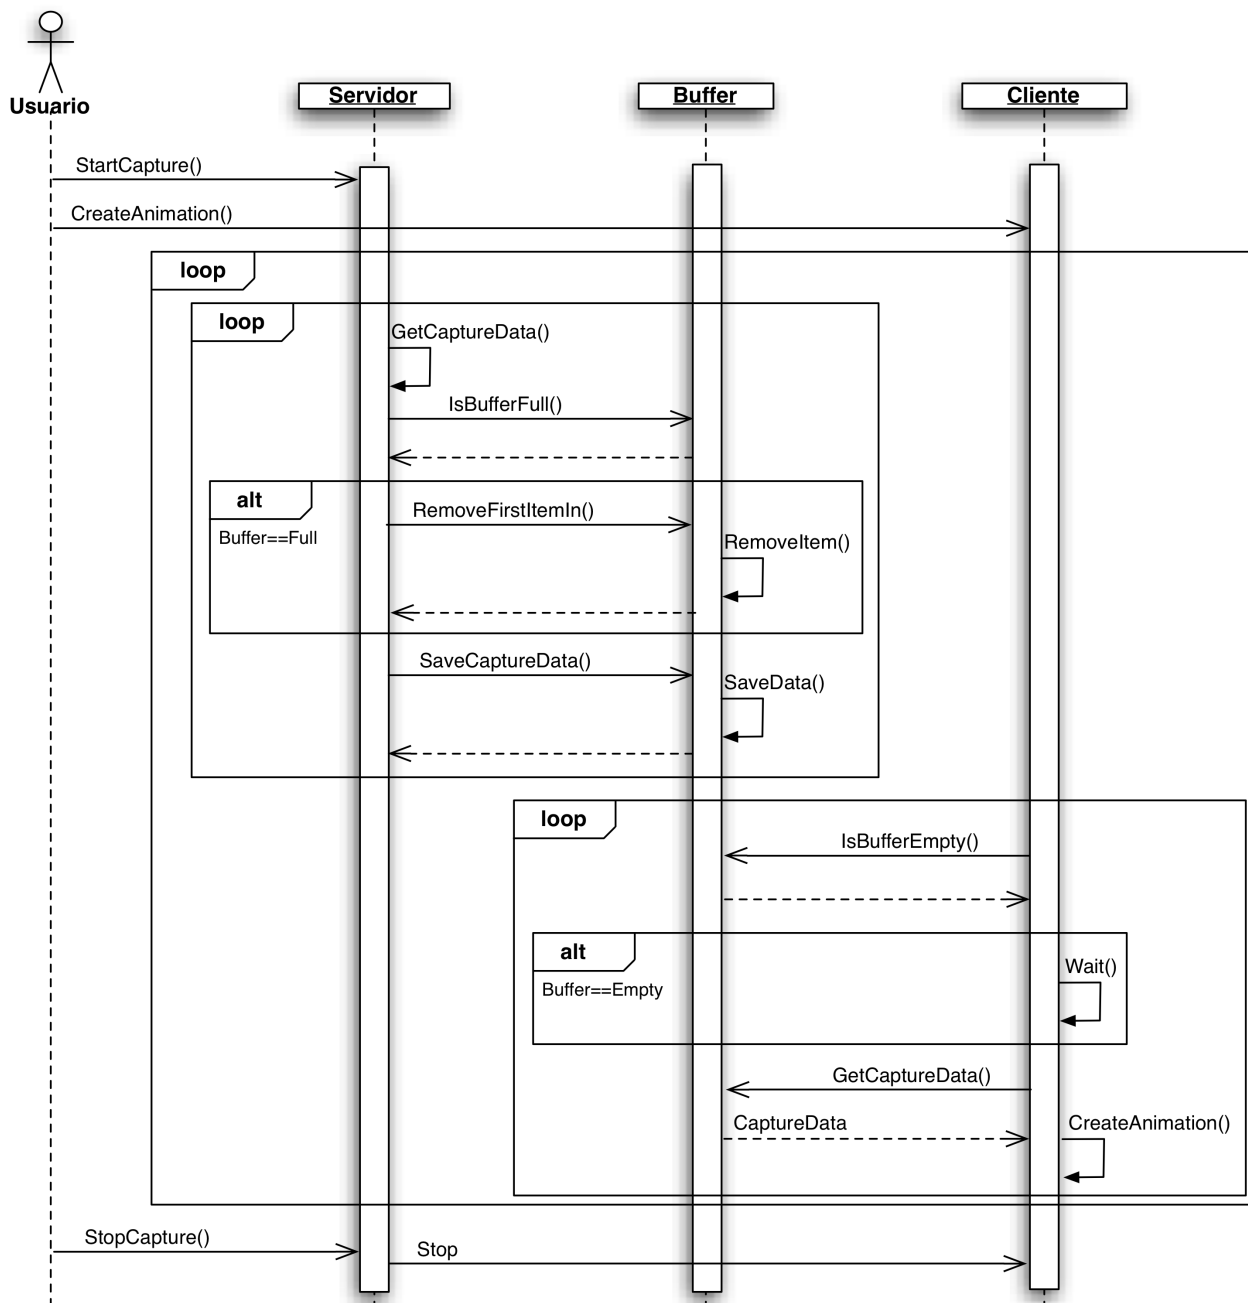 Usuario
Servidor
Buffer
Cliente
StartCapture()
CreateAnimation()
loop
loop
GetCaptureData()
IsBufferFull()
alt
RemoveFirstItemIn()
Buffer==Full
RemoveItem()
SaveCaptureData()
SaveData()
loop
IsBufferEmpty()
alt
Wait()
Buffer==Empty
GetCaptureData()
CaptureData
CreateAnimation()
StopCapture()
Stop